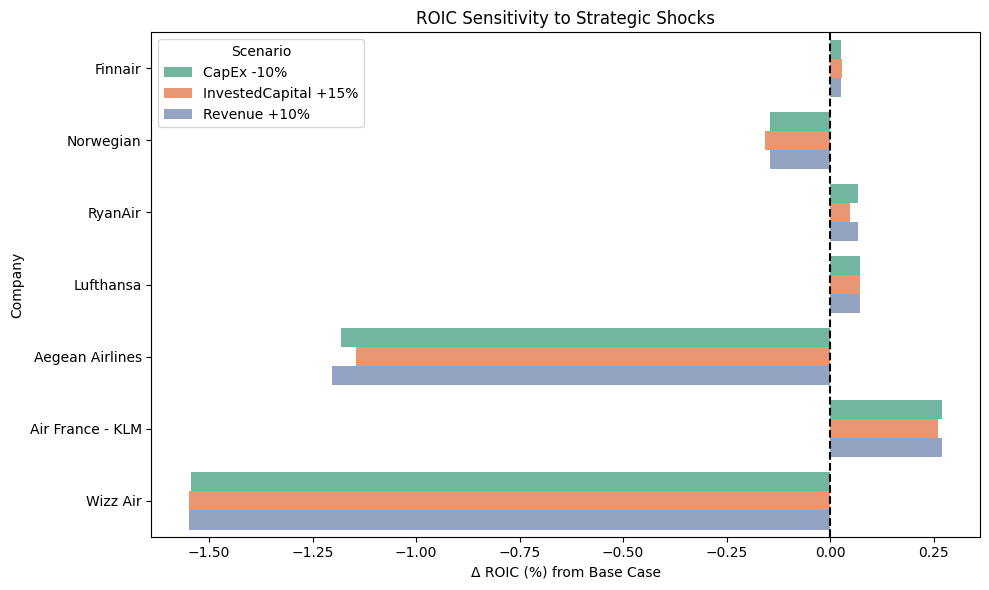 ROIC Sensitivity to Strategic Shocks
Scenario
CapEx -10%
InvestedCapital +15%
Revenue +10%
Company
Finnair
Norwegian
RyanAir
Lufthansa
Aegean Airlines
Air France - KLM
Wizz Air
−1.50 −1.25 −1.00 −0.75 −0.50 −0.25 0.00 0.25
Δ ROIC (%) from Base Case